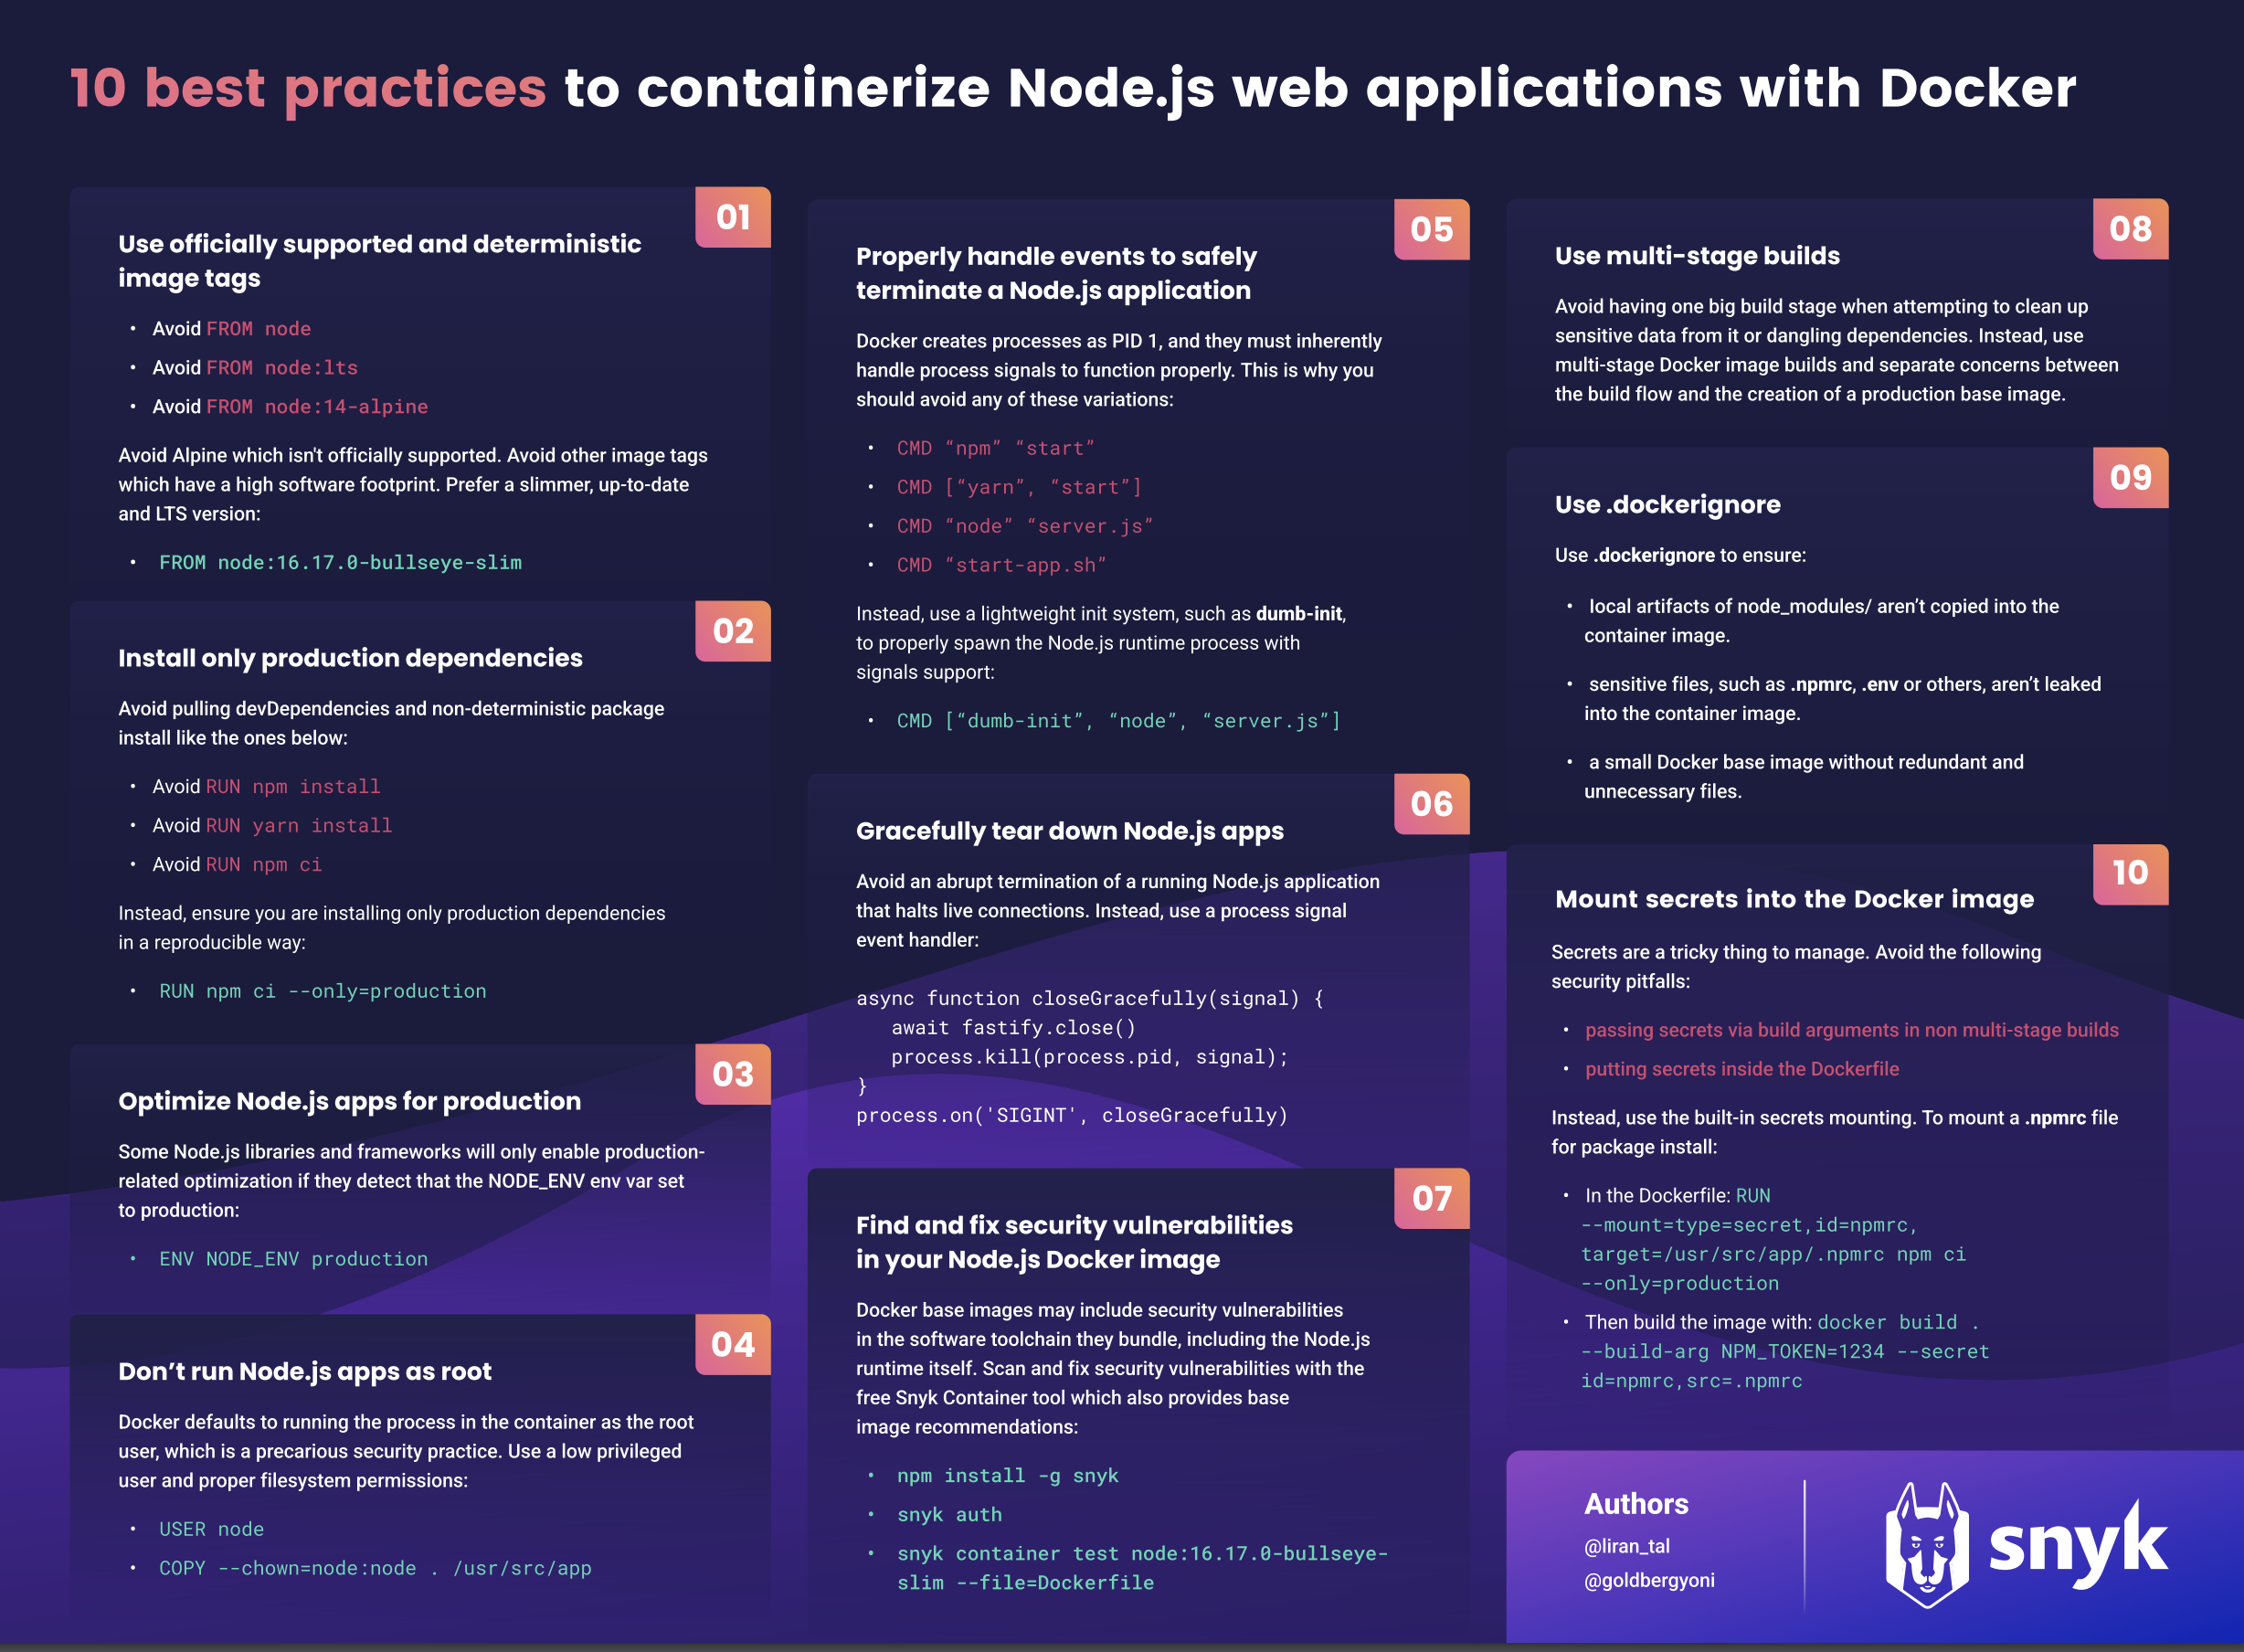 10 best practices to containerize Node.js web applications with Docker
01
Use officially supported and deterministic
image tags
• Avoid FROM node
• Avoid FROM node:lts
• Avoid FROM node:14-alpine
Avoid Alpine which isn't officially supported. Avoid other image tags
which have a high software footprint. Prefer a slimmer, up-to-date
and LTS version:
• FROM node:16.17.0-bullseye-slim
02
Install only production dependencies
Avoid pulling devDependencies and non-deterministic package
install like the ones below:
• Avoid RUN npm install
• Avoid RUN yarn install
• Avoid RUN npm ci
Instead, ensure you are installing only production dependencies
in a reproducible way:
• RUN npm ci --only=production
03
Optimize Node.js apps for production
Some Node.js libraries and frameworks will only enable production-
related optimization if they detect that the NODE_ENV env var set
to production:
• ENV NODE_ENV production
04
Don’t run Node.js apps as root
Docker defaults to running the process in the container as the root
user, which is a precarious security practice. Use a low privileged
user and proper filesystem permissions:
• USER node
• COPY --chown=node:node . /usr/src/app
05
Properly handle events to safely
terminate a Node.js application
Docker creates processes as PID 1, and they must inherently
handle process signals to function properly. This is why you
should avoid any of these variations:
• CMD “npm” “start”
• CMD [“yarn”, “start”]
• CMD “node” “server.js”
• CMD “start-app.sh”
Instead, use a lightweight init system, such as dumb-init,
to properly spawn the Node.js runtime process with
signals support:
• CMD [“dumb-init”, “node”, “server.js”]
06
Gracefully tear down Node.js apps
Avoid an abrupt termination of a running Node.js application
that halts live connections. Instead, use a process signal
event handler:
async function closeGracefully(signal) {
   await fastify.close()
   process.kill(process.pid, signal);
}
process.on('SIGINT', closeGracefully)
07
Find and fix security vulnerabilities
in your Node.js Docker image
Docker base images may include security vulnerabilities
in the software toolchain they bundle, including the Node.js
runtime itself. Scan and fix security vulnerabilities with the
free Snyk Container tool which also provides base
image recommendations:
• npm install -g snyk
• snyk auth
• snyk container test node:16.17.0-bullseye-
slim --file=Dockerfile
08
Use multi-stage builds
Avoid having one big build stage when attempting to clean up
sensitive data from it or dangling dependencies. Instead, use
multi-stage Docker image builds and separate concerns between
the build flow and the creation of a production base image.
09
Use .dockerignore
Use .dockerignore to ensure:
• local artifacts of node_modules/ aren’t copied into the
container image.
• sensitive files, such as .npmrc, .env or others, aren’t leaked
into the container image.
• a small Docker base image without redundant and
unnecessary files.
10
Mount secrets into the Docker image
Secrets are a tricky thing to manage. Avoid the following
security pitfalls:
• passing secrets via build arguments in non multi-stage builds
• putting secrets inside the Dockerfile
Instead, use the built-in secrets mounting. To mount a .npmrc file
for package install:
• In the Dockerfile: RUN
--mount=type=secret,id=npmrc,
target=/usr/src/app/.npmrc npm ci
--only=production
• Then build the image with: docker build .
--build-arg NPM_TOKEN=1234 --secret
id=npmrc,src=.npmrc
Authors
@liran_tal
@goldbergyoni
snyk